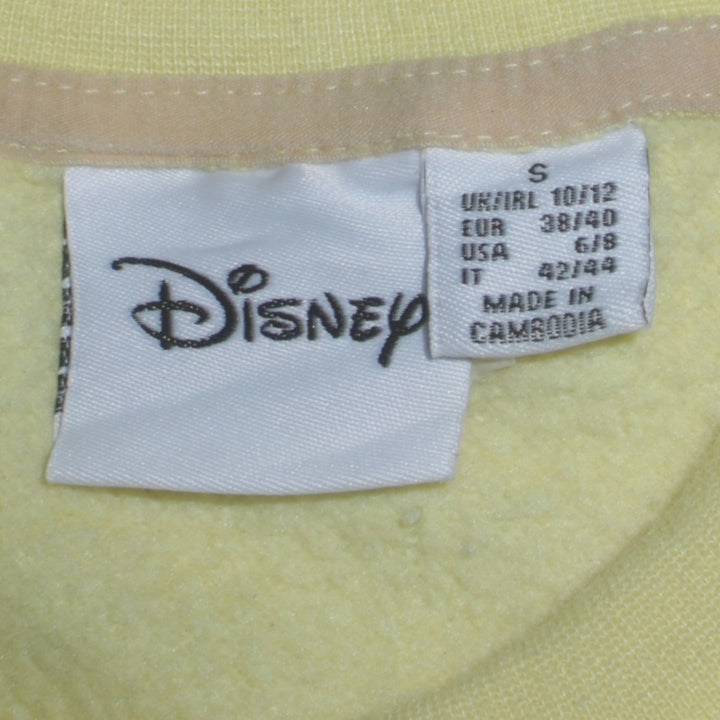 Disney
S
UK/IRL 10/12
EUR 38/40
USA 6/8
IT 42/44
MADE IN
CAMBODIA